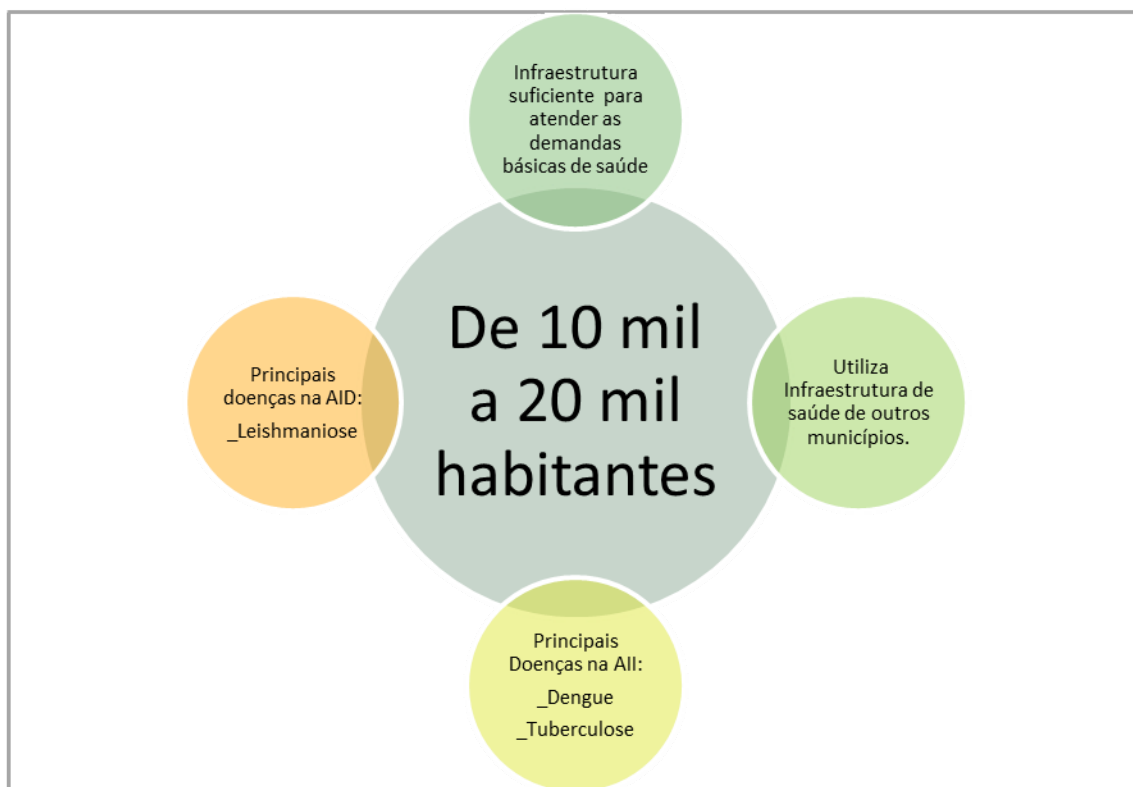 Infraestrutura
suficiente para
atender as
demandas
básicas de saúde
De 10 mil
a 20 mil
habitantes
Principais
doenças na AID:
_Leishmaniose
Utiliza
Infraestrutura de
saúde de outros
municípios.
Principais
Doenças na AII:
_Dengue
_Tuberculose